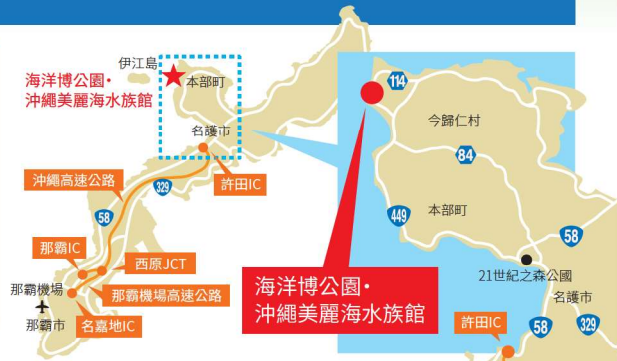 伊江島
海洋博公園・
沖繩美麗海水族館
本部町
名護市
沖繩高速公路
329
許田IC
58
那霸IC
西原JCT
那霸機場
那霸機場高速公路
那霸市
名嘉地IC
114
今歸仁村
84
449
本部町
58
21世紀之森公園
名護市
海洋博公園・
沖繩美麗海水族館
許田IC
58
329